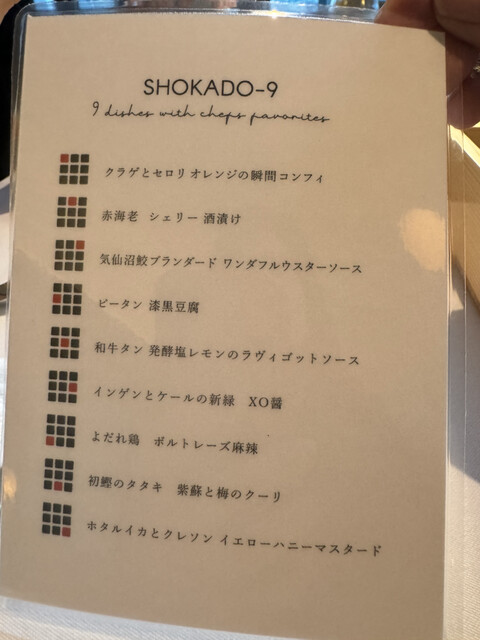 SHOKADO-9
9 dishes with chefs favorites
クラゲとセロリ オレンジの瞬間コンフィ
赤海老 シェリー酒漬け
気仙沼鮫ブランダード ワンダフルウスターソース
ピータン 漆黒豆腐
和牛タン 発酵塩レモンのラヴィゴットソース
インゲンとケールの新緑 XO醤
よだれ鶏 ボルトレーズ麻辣
初鰹のタタキ 紫蘇と梅のクーリ
ホタルイカとクレソン イエローハニーマスタード